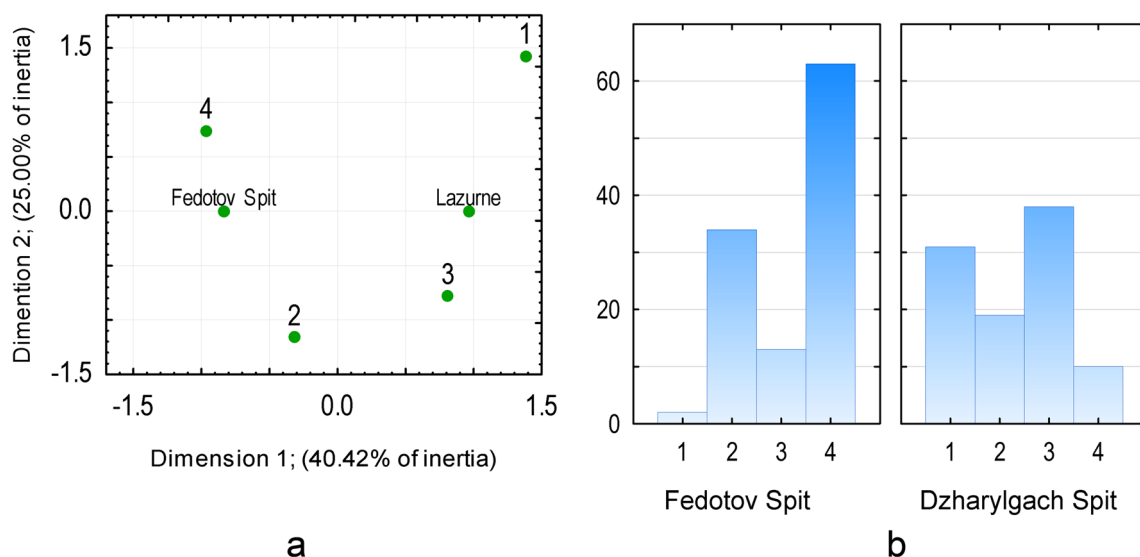 1
1.5
4
Fedotov Spit
Lazurne
0.0
3
2
-1.5
-1.5 0.0 1.5
Dimention 2; (25.00% of inertia)
Dimension 1; (40.42% of inertia)
a
60
40
20
0
1 2 3 4
1 2 3 4
Fedotov Spit
Dzharylgach Spit
b